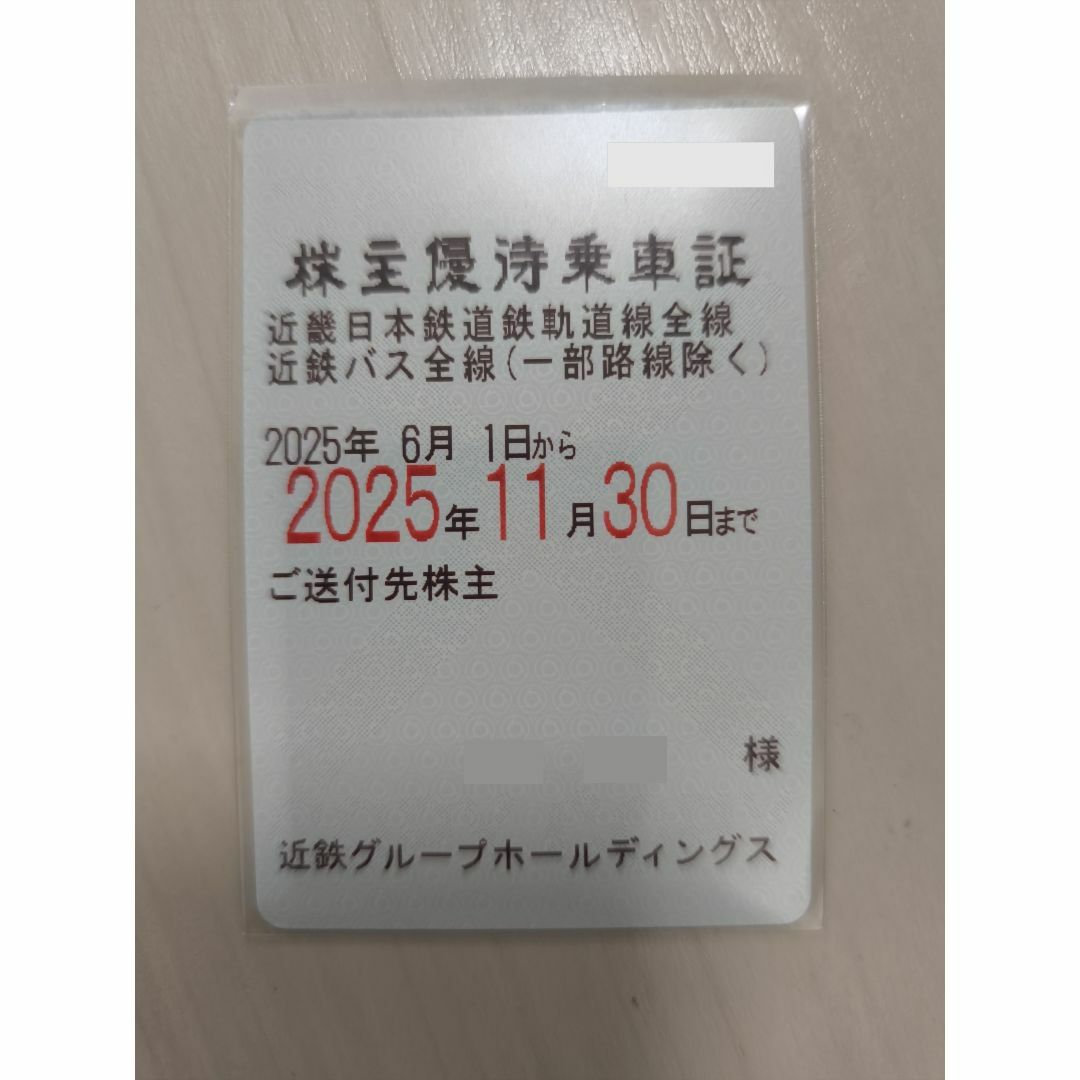 株主優待乗車証
近畿日本鉄道鉄軌道線全線
近鉄バス全線(一部路線除く)
2025年 6月 1日から
2025年11月30日まで
ご送付先株主
様
近鉄グループホールディングス